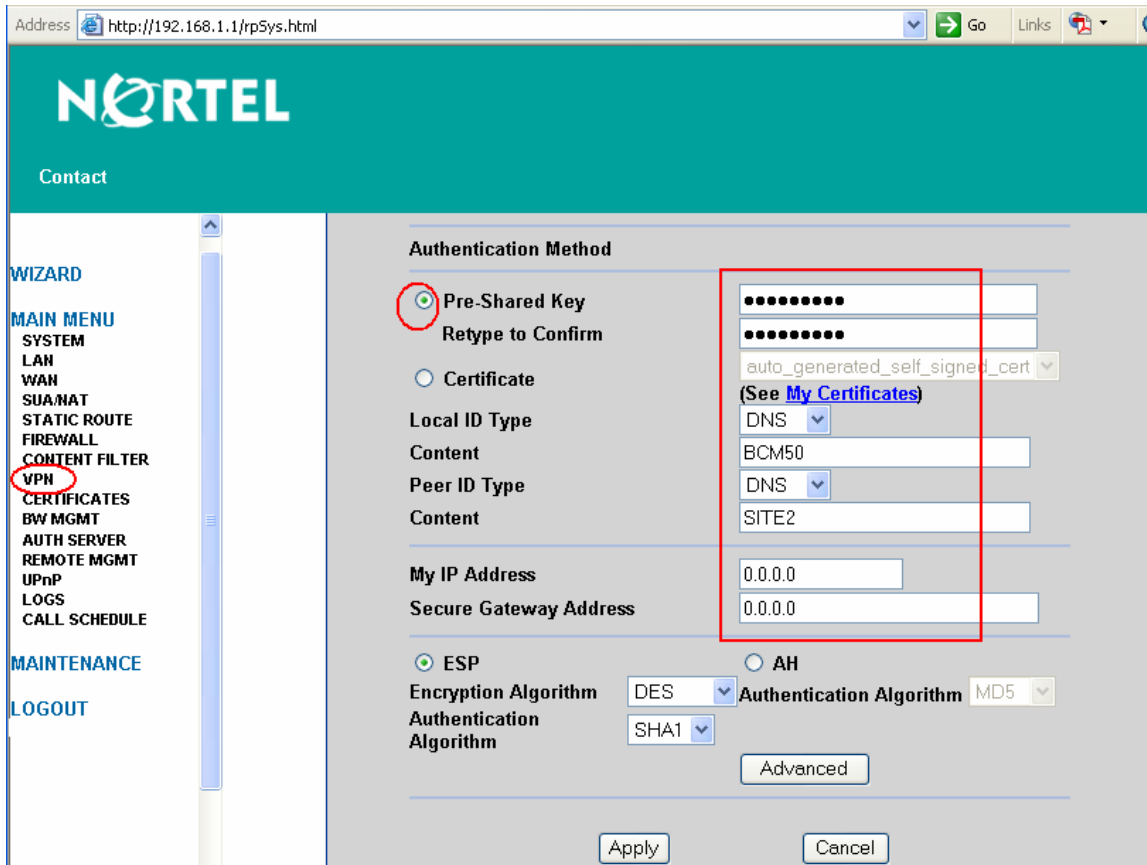 Address http://192.168.1.1/rpSys.html Go Links
NORTEL
Contact
WIZARD
MAIN MENU
SYSTEM
LAN
WAN
SUA/NAT
STATIC ROUTE
FIREWALL
CONTENT FILTER
VPN
CERTIFICATES
BW MGMT
AUTH SERVER
REMOTE MGMT
UPnP
LOGS
CALL SCHEDULE
MAINTENANCE
LOGOUT
Authentication Method
Pre-Shared Key ●●●●●●●●●
Retype to Confirm ●●●●●●●●●
Certificate auto_generated_self_signed_cert
(See My Certificates)
Local ID Type DNS
Content BCM50
Peer ID Type DNS
Content SITE2
My IP Address 0.0.0.0
Secure Gateway Address 0.0.0.0
ESP AH
Encryption Algorithm DES Authentication Algorithm MD5
Authentication
Algorithm SHA1
Advanced
Apply Cancel